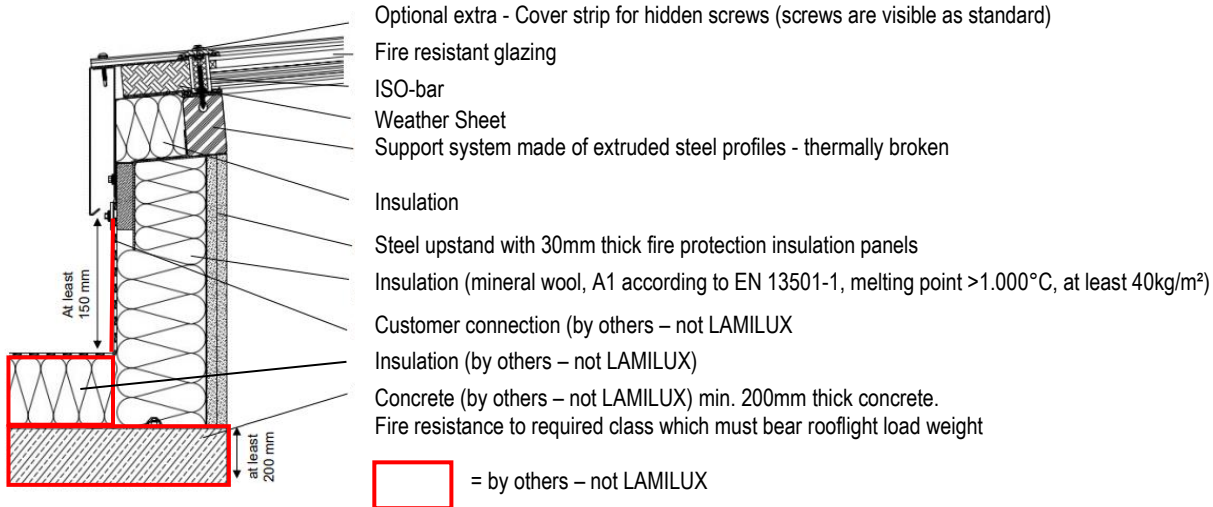 Optional extra - Cover strip for hidden screws (screws are visible as standard)
Fire resistant glazing
ISO-bar
Weather Sheet
Support system made of extruded steel profiles - thermally broken
Insulation
Steel upstand with 30mm thick fire protection insulation panels
Insulation (mineral wool, A1 according to EN 13501-1, melting point >1.000°C, at least 40kg/m²)
At least
150 mm
Customer connection (by others – not LAMILUX
Insulation (by others – not LAMILUX)
Concrete (by others – not LAMILUX) min. 200mm thick concrete.
Fire resistance to required class which must bear rooflight load weight
at least
200 mm
= by others – not LAMILUX